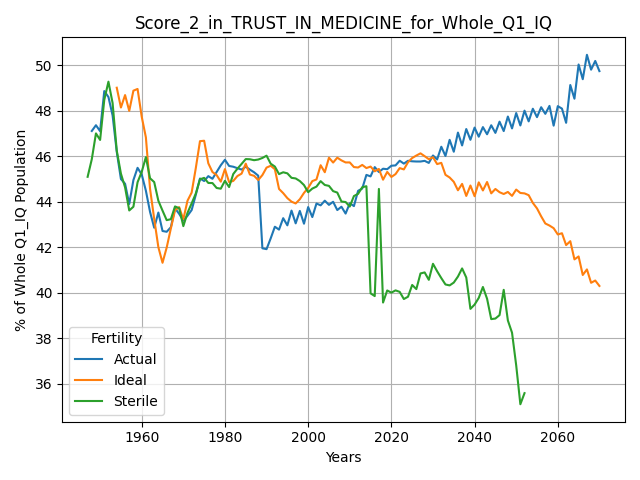 Score_2_in_TRUST_IN_MEDICINE_for_Whole_Q1_IQ
% of Whole Q1_IQ Population
50
48
46
44
42
40
38
36
Fertility
Actual
Ideal
Sterile
1960
1980
2000
2020
2040
2060
Years